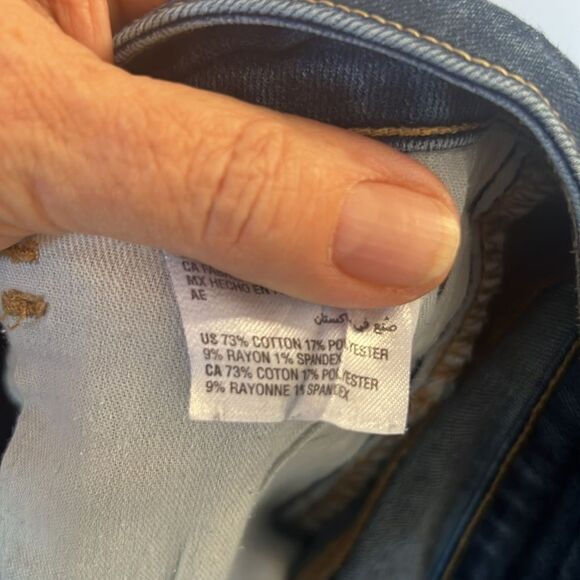 CA
MX HECHO EN
AE
صنع في باكستان
US 73% COTTON 17% POLYESTER
9% RAYON 1% SPANDEX
CA 73% COTON 17% POLYESTER
9% RAYONNE 1% SPANDEX